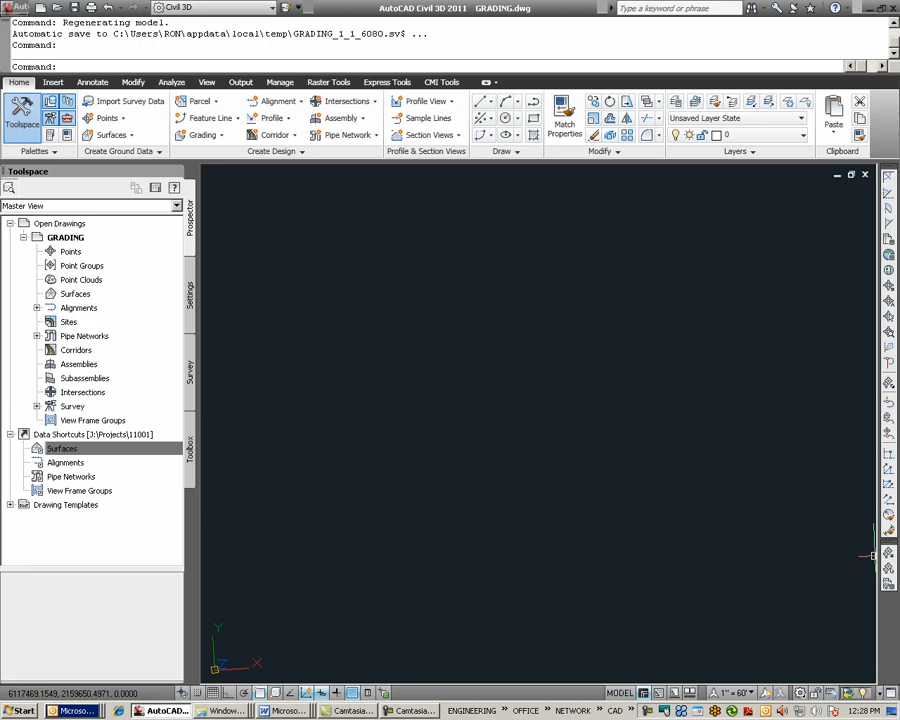 Civil 3D
AutoCAD Civil 3D 2011 GRADING.dwg
Type a keyword or phrase
Command: Regenerating model.
Automatic save to C:\Users\RON\appdata\local\temp\GRADING_1_1_6080.sv$ ...
Command:
Command:
Home Insert Annotate Modify Analyze View Output Manage Raster Tools Express Tools CMI Tools
Toolspace
Import Survey Data
Points
Surfaces
Parcel
Feature Line
Grading
Alignment
Profile
Corridor
Intersections
Assembly
Pipe Network
Profile View
Sample Lines
Section Views
Match Properties
Unsaved Layer State
0
Paste
Palettes Create Ground Data Create Design Profile & Section Views Draw Modify Layers Clipboard
Toolspace
Master View
Open Drawings
GRADING
Points
Point Groups
Point Clouds
Surfaces
Alignments
Sites
Pipe Networks
Corridors
Assemblies
Subassemblies
Intersections
Survey
View Frame Groups
Data Shortcuts [J:\Projects\11001]
Surfaces
Alignments
Pipe Networks
View Frame Groups
Drawing Templates
Prospector
Settings
Survey
Toolbox
Y
Z
X
6117469.1549, 2159650.4971, 0.0000
MODEL
1" = 60'
Start
Microso...
AutoCAD...
Window...
Microso...
Camtasia...
Camtasi...
ENGINEERING
OFFICE
NETWORK
CAD
12:28 PM